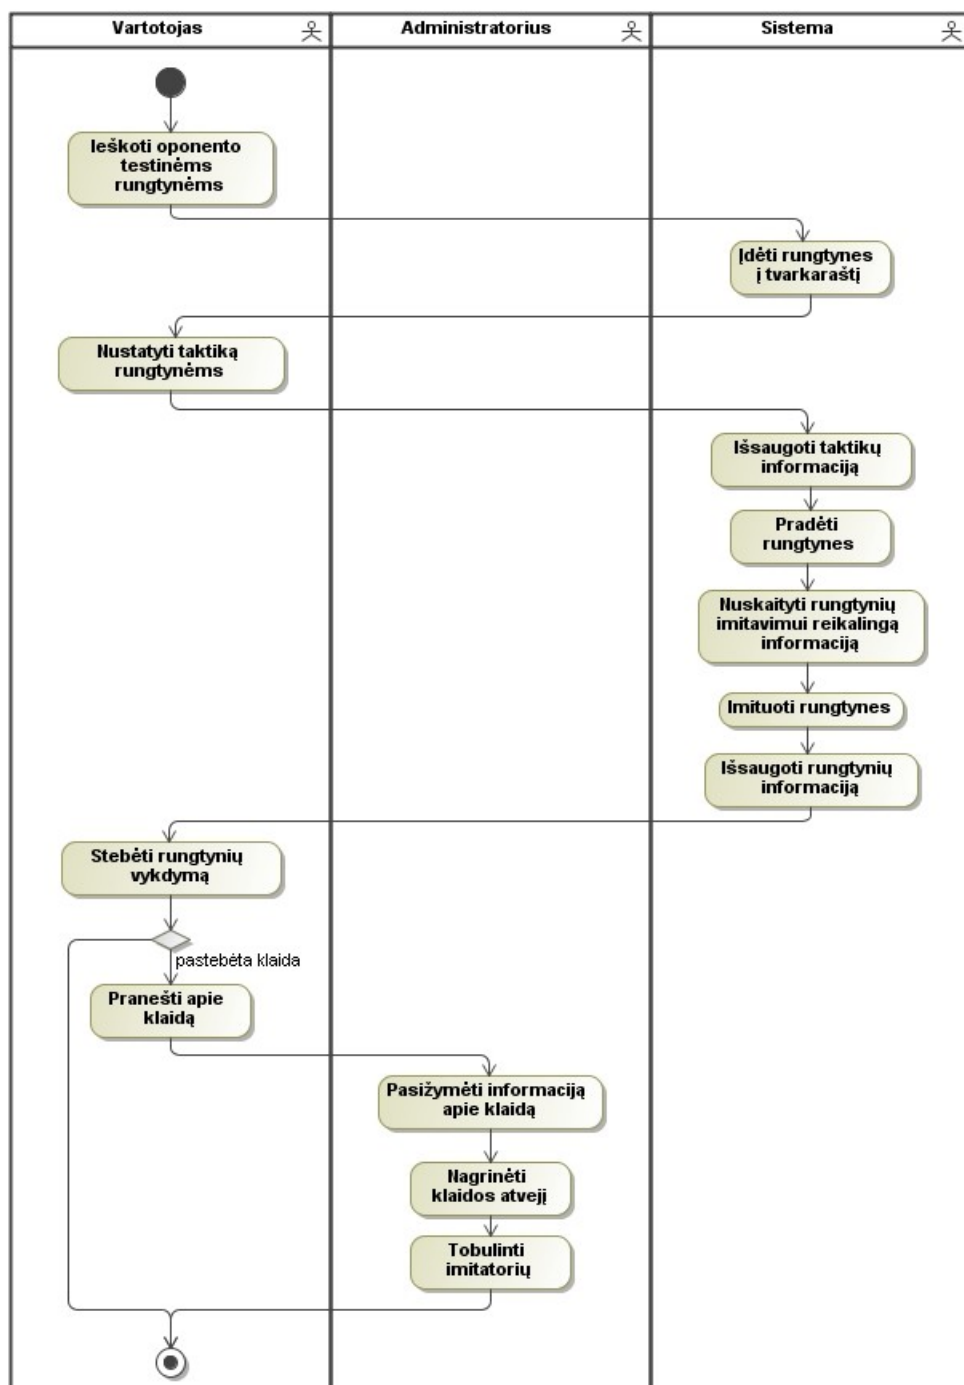 Vartotojas
Administratorius
Sistema
Ieškoti oponento
testinėms
rungtynėms
Įdėti rungtynes
į tvarkaraštį
Nustatyti taktiką
rungtynėms
Išsaugoti taktikų
informaciją
Pradėti
rungtynes
Nuskaityti rungtynių
imitavimui reikalingą
informaciją
Imituoti rungtynes
Išsaugoti rungtynių
informaciją
Stebėti rungtynių
vykdymą
pastebėta klaida
Pranešti apie
klaidą
Pasižymėti informaciją
apie klaidą
Nagrinėti
klaidos atvejį
Tobulinti
imitatorių